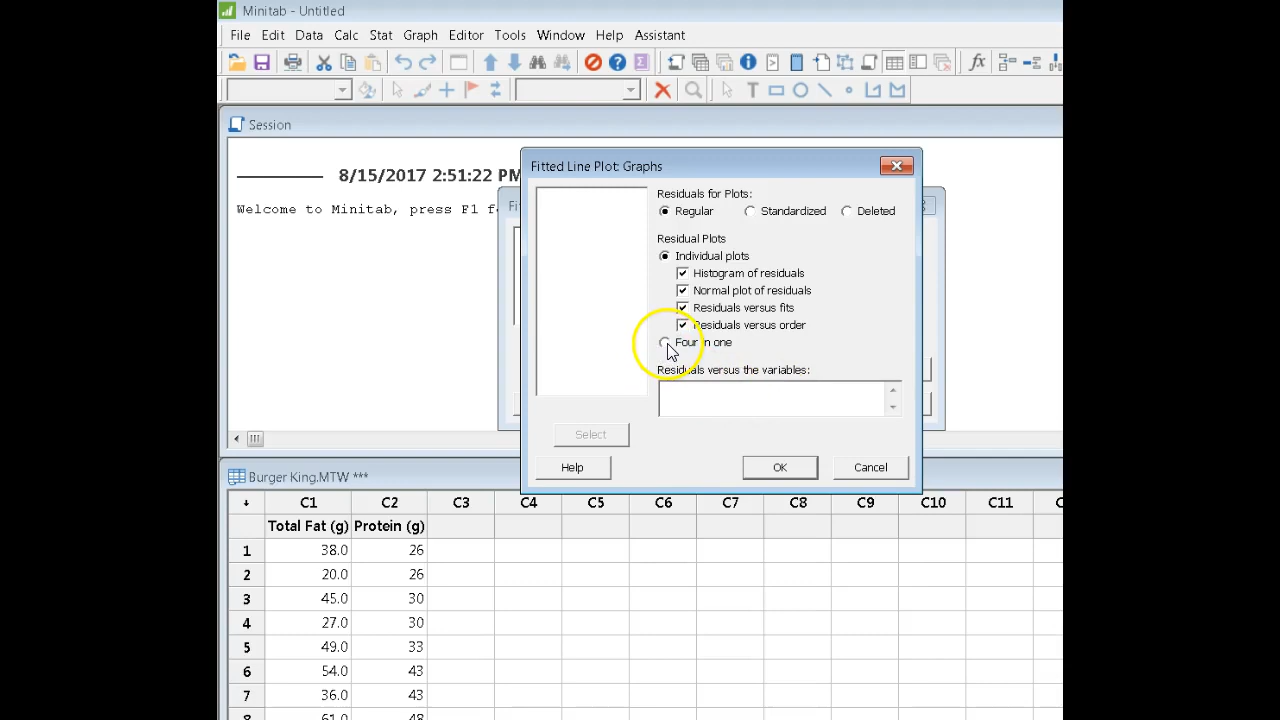 Minitab - Untitled
File Edit Data Calc Stat Graph Editor Tools Window Help Assistant
Session
8/15/2017 2:51:22 PM
Welcome to Minitab, press F1 f
Fitted Line Plot: Graphs
Residuals for Plots:
Regular Standardized Deleted
Residual Plots
Individual plots
Histogram of residuals
Normal plot of residuals
Residuals versus fits
Residuals versus order
Four in one
Residuals versus the variables:
Select
Help OK Cancel
Burger King.MTW ***
C1 C2 C3 C4 C5 C6 C7 C8 C9 C10 C11
Total Fat (g) Protein (g)
1 38.0 26
2 20.0 26
3 45.0 30
4 27.0 30
5 49.0 33
6 54.0 43
7 36.0 43
8 61.0 48